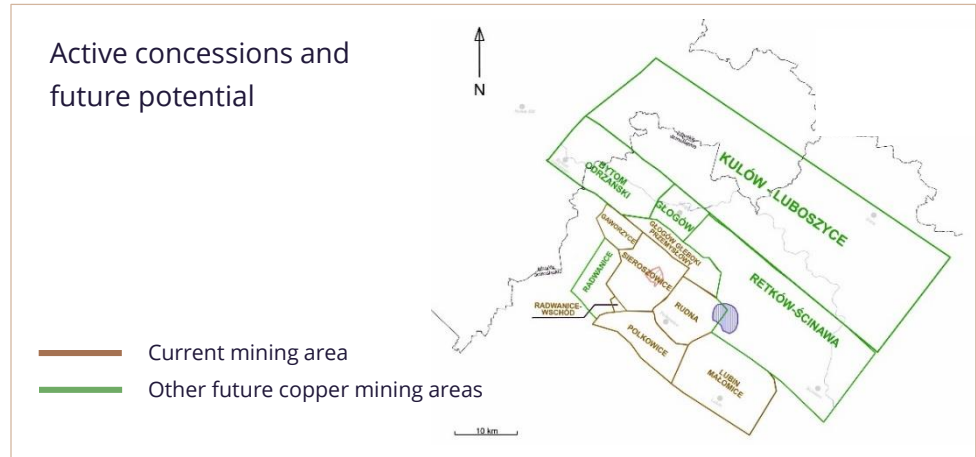 Active concessions and
future potential
N
KULÓW - LUBOSZYCE
BYTOM
ODRZAŃSKI
GŁOGÓW
GAWORZYCE
GŁOGÓW GŁĘBOKI
PRZEMYSŁOWY
RADWANICE
SIEROSZOWICE
RETKÓW-ŚCINAWA
RADWANICE-
WSCHÓD
RUDNA
POLKOWICE
LUBIN
MAŁOMICE
Current mining area
Other future copper mining areas
10 km